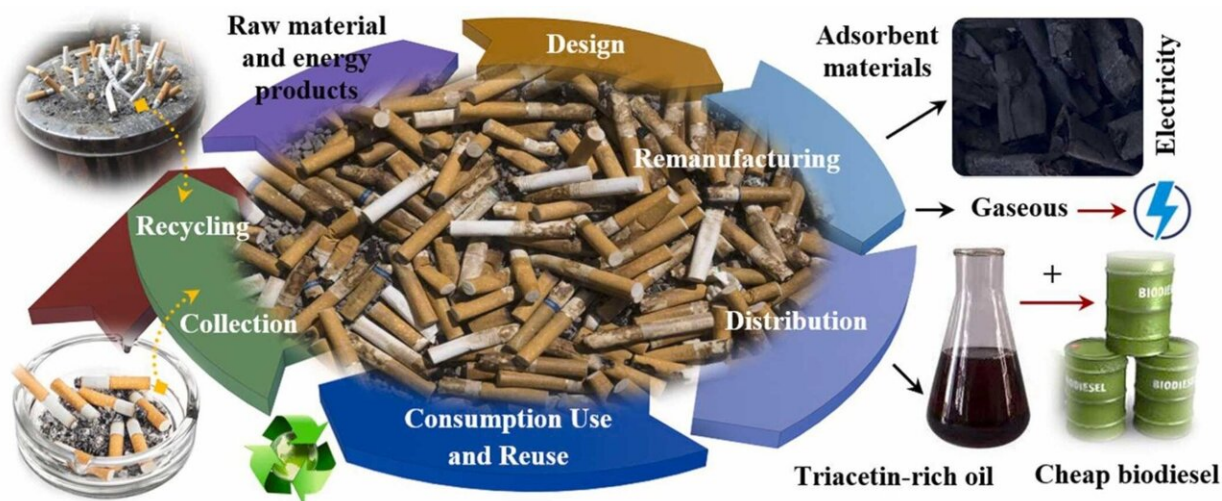 Raw material
and energy
products
Design
Adsorbent
materials
Electricity
Remanufacturing
Recycling
Gaseous
+
Collection
Distribution
BIODIESEL
BIODIESEL
BIODIESEL
Consumption Use
and Reuse
Triacetin-rich oil
Cheap biodiesel